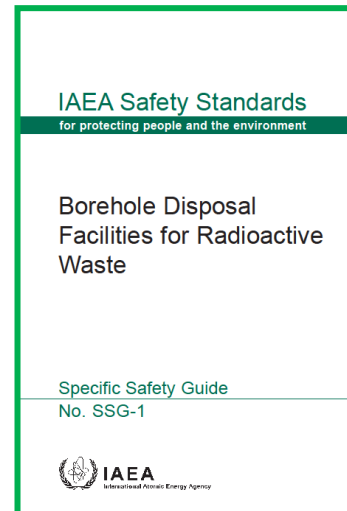 IAEA Safety Standards
for protecting people and the environment
Borehole Disposal
Facilities for Radioactive
Waste
Specific Safety Guide
No. SSG-1
IAEA
International Atomic Energy Agency